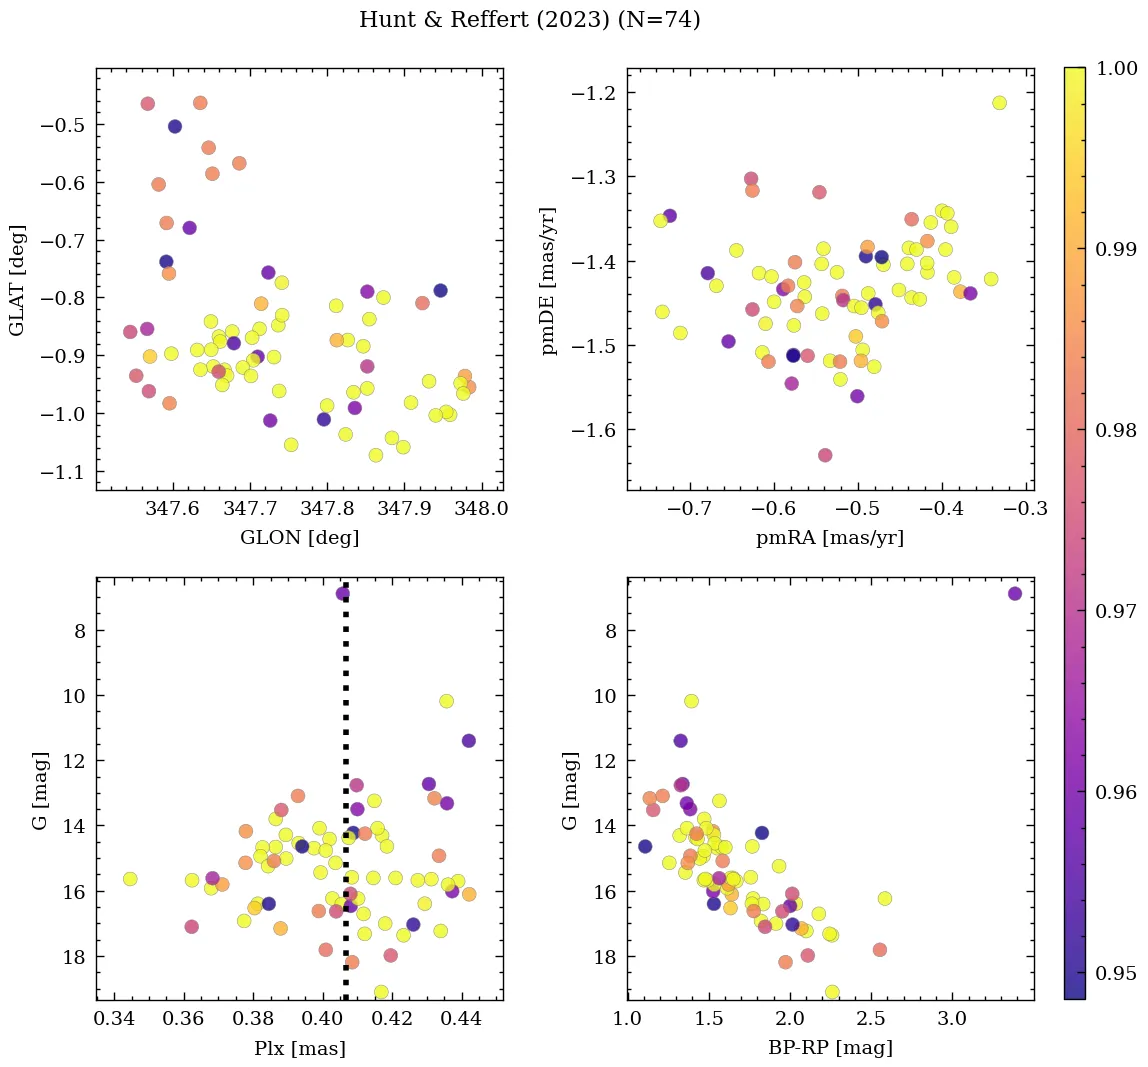 Hunt & Reffert (2023) (N=74)
−0.5
−0.6
−0.7
−0.8
−0.9
−1.0
−1.1
GLAT [deg]
347.6 347.7 347.8 347.9 348.0
GLON [deg]
−1.2
−1.3
−1.4
−1.5
−1.6
pmDE [mas/yr]
−0.7 −0.6 −0.5 −0.4 −0.3
pmRA [mas/yr]
8
10
12
14
16
18
G [mag]
0.34 0.36 0.38 0.40 0.42 0.44
Plx [mas]
8
10
12
14
16
18
G [mag]
1.0 1.5 2.0 2.5 3.0
BP-RP [mag]
1.00
0.99
0.98
0.97
0.96
0.95